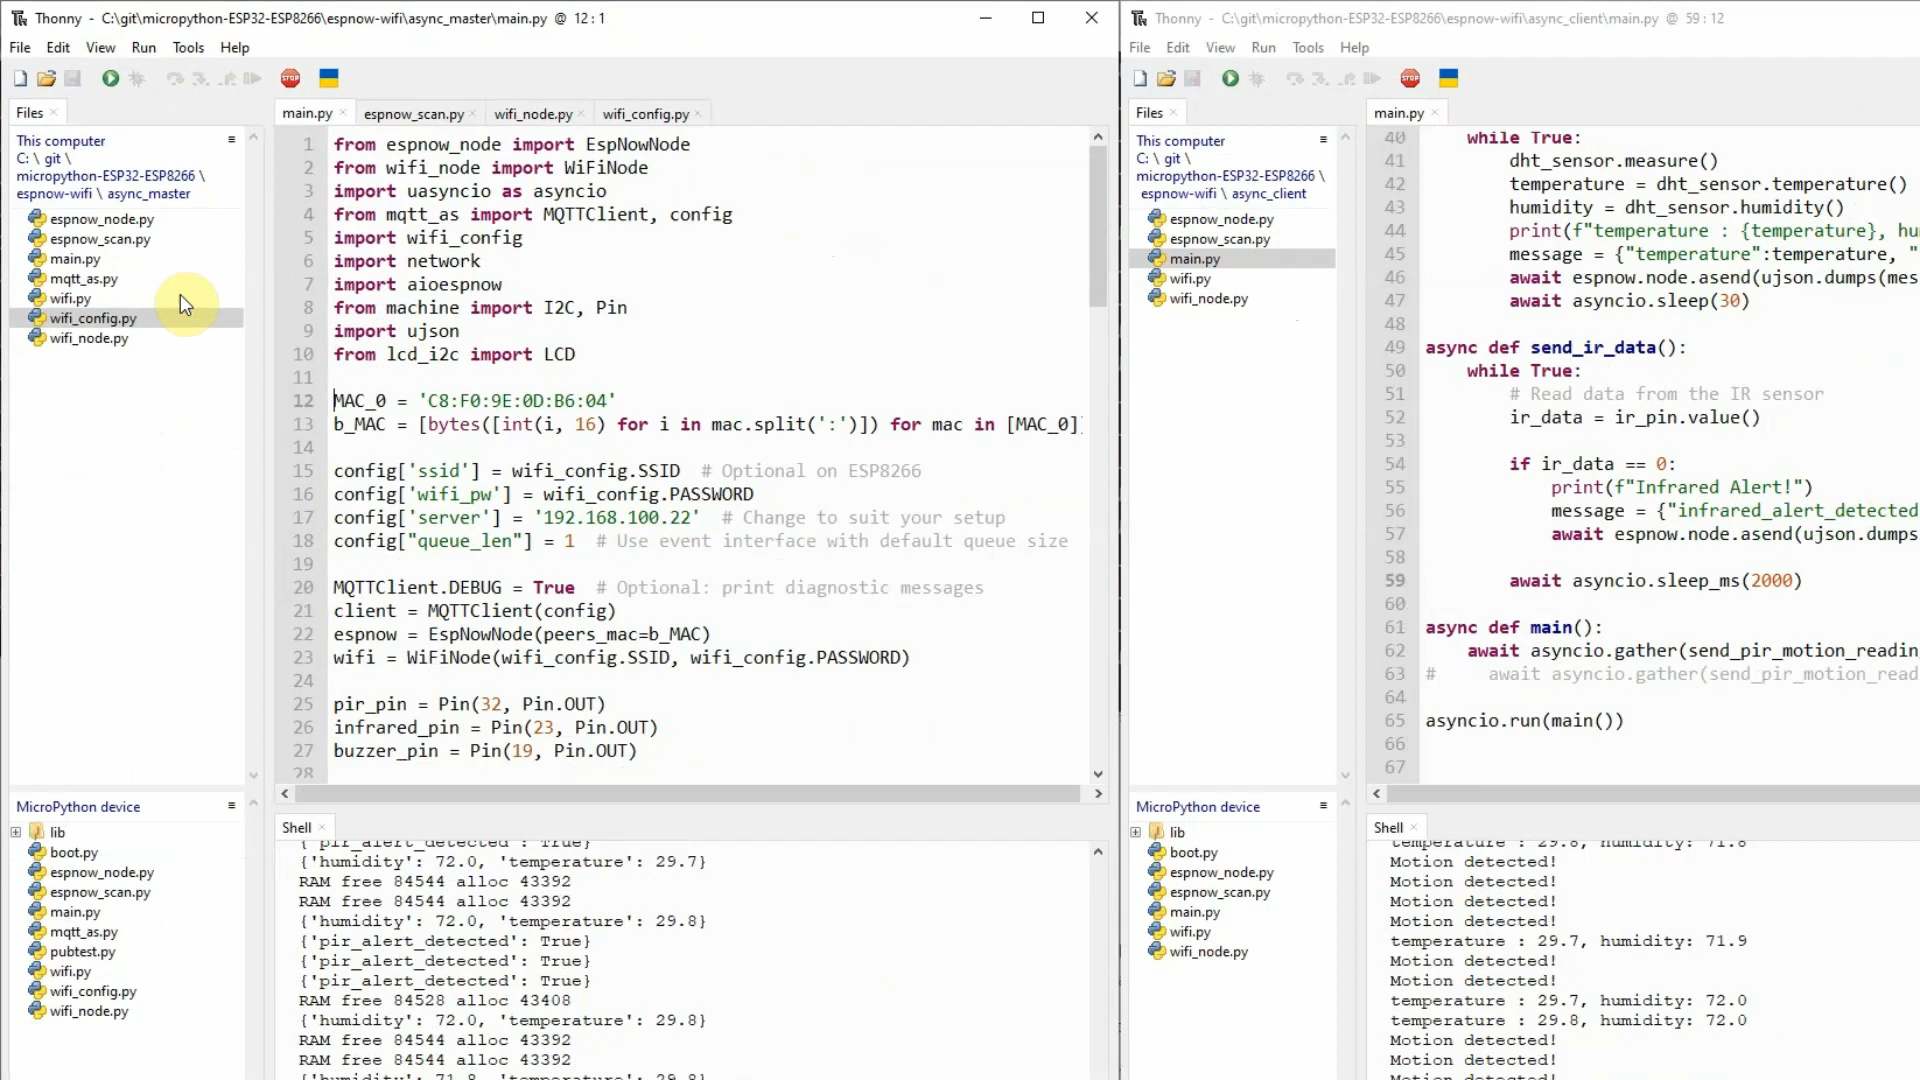 Thonny - C:\git\micropython-ESP32-ESP8266\espnow-wifi\async_master\main.py @ 12:1
File Edit View Run Tools Help
STOP
Files
This computer
C: \ git \
micropython-ESP32-ESP8266 \
espnow-wifi \ async_master
espnow_node.py
espnow_scan.py
main.py
mqtt_as.py
wifi.py
wifi_config.py
wifi_node.py
MicroPython device
lib
boot.py
espnow_node.py
espnow_scan.py
main.py
mqtt_as.py
pubtest.py
wifi.py
wifi_config.py
wifi_node.py
main.py espnow_scan.py wifi_node.py wifi_config.py
1 from espnow_node import EspNowNode
2 from wifi_node import WiFiNode
3 import uasyncio as asyncio
4 from mqtt_as import MQTTClient, config
5 import wifi_config
6 import network
7 import aioespnow
8 from machine import I2C, Pin
9 import ujson
10 from lcd_i2c import LCD
11
12 MAC_0 = 'C8:F0:9E:0D:B6:04'
13 b_MAC = [bytes([int(i, 16) for i in mac.split(':')]) for mac in [MAC_0]]
14
15 config['ssid'] = wifi_config.SSID # Optional on ESP8266
16 config['wifi_pw'] = wifi_config.PASSWORD
17 config['server'] = '192.168.100.22' # Change to suit your setup
18 config["queue_len"] = 1 # Use event interface with default queue size
19
20 MQTTClient.DEBUG = True # Optional: print diagnostic messages
21 client = MQTTClient(config)
22 espnow = EspNowNode(peers_mac=b_MAC)
23 wifi = WiFiNode(wifi_config.SSID, wifi_config.PASSWORD)
24
25 pir_pin = Pin(32, Pin.OUT)
26 infrared_pin = Pin(23, Pin.OUT)
27 buzzer_pin = Pin(19, Pin.OUT)
28
Shell
{'pir_alert_detected': True}
{'humidity': 72.0, 'temperature': 29.7}
RAM free 84544 alloc 43392
RAM free 84544 alloc 43392
{'humidity': 72.0, 'temperature': 29.8}
{'pir_alert_detected': True}
{'pir_alert_detected': True}
{'pir_alert_detected': True}
RAM free 84528 alloc 43408
{'humidity': 72.0, 'temperature': 29.8}
RAM free 84544 alloc 43392
RAM free 84544 alloc 43392
{'humidity': 71.8, 'temperature': 29.8}
Thonny - C:\git\micropython-ESP32-ESP8266\espnow-wifi\async_client\main.py @ 59:12
File Edit View Run Tools Help
STOP
Files
This computer
C: \ git \
micropython-ESP32-ESP8266 \
espnow-wifi \ async_client
espnow_node.py
espnow_scan.py
main.py
wifi.py
wifi_node.py
MicroPython device
lib
boot.py
espnow_node.py
espnow_scan.py
main.py
wifi.py
wifi_node.py
main.py
40 while True:
41 dht_sensor.measure()
42 temperature = dht_sensor.temperature()
43 humidity = dht_sensor.humidity()
44 print(f"temperature : {temperature}, hu
45 message = {"temperature":temperature, "
46 await espnow.node.asend(ujson.dumps(mes
47 await asyncio.sleep(30)
48
49 async def send_ir_data():
50 while True:
51 # Read data from the IR sensor
52 ir_data = ir_pin.value()
53
54 if ir_data == 0:
55 print(f"Infrared Alert!")
56 message = {"infrared_alert_detected
57 await espnow.node.asend(ujson.dumps
58
59 await asyncio.sleep_ms(2000)
60
61 async def main():
62 await asyncio.gather(send_pir_motion_readin
63 # await asyncio.gather(send_pir_motion_read
64
65 asyncio.run(main())
66
67
Shell
temperature : 29.8, humidity: 71.8
Motion detected!
Motion detected!
Motion detected!
Motion detected!
temperature : 29.7, humidity: 71.9
Motion detected!
Motion detected!
temperature : 29.7, humidity: 72.0
temperature : 29.8, humidity: 72.0
Motion detected!
Motion detected!
Motion detected!